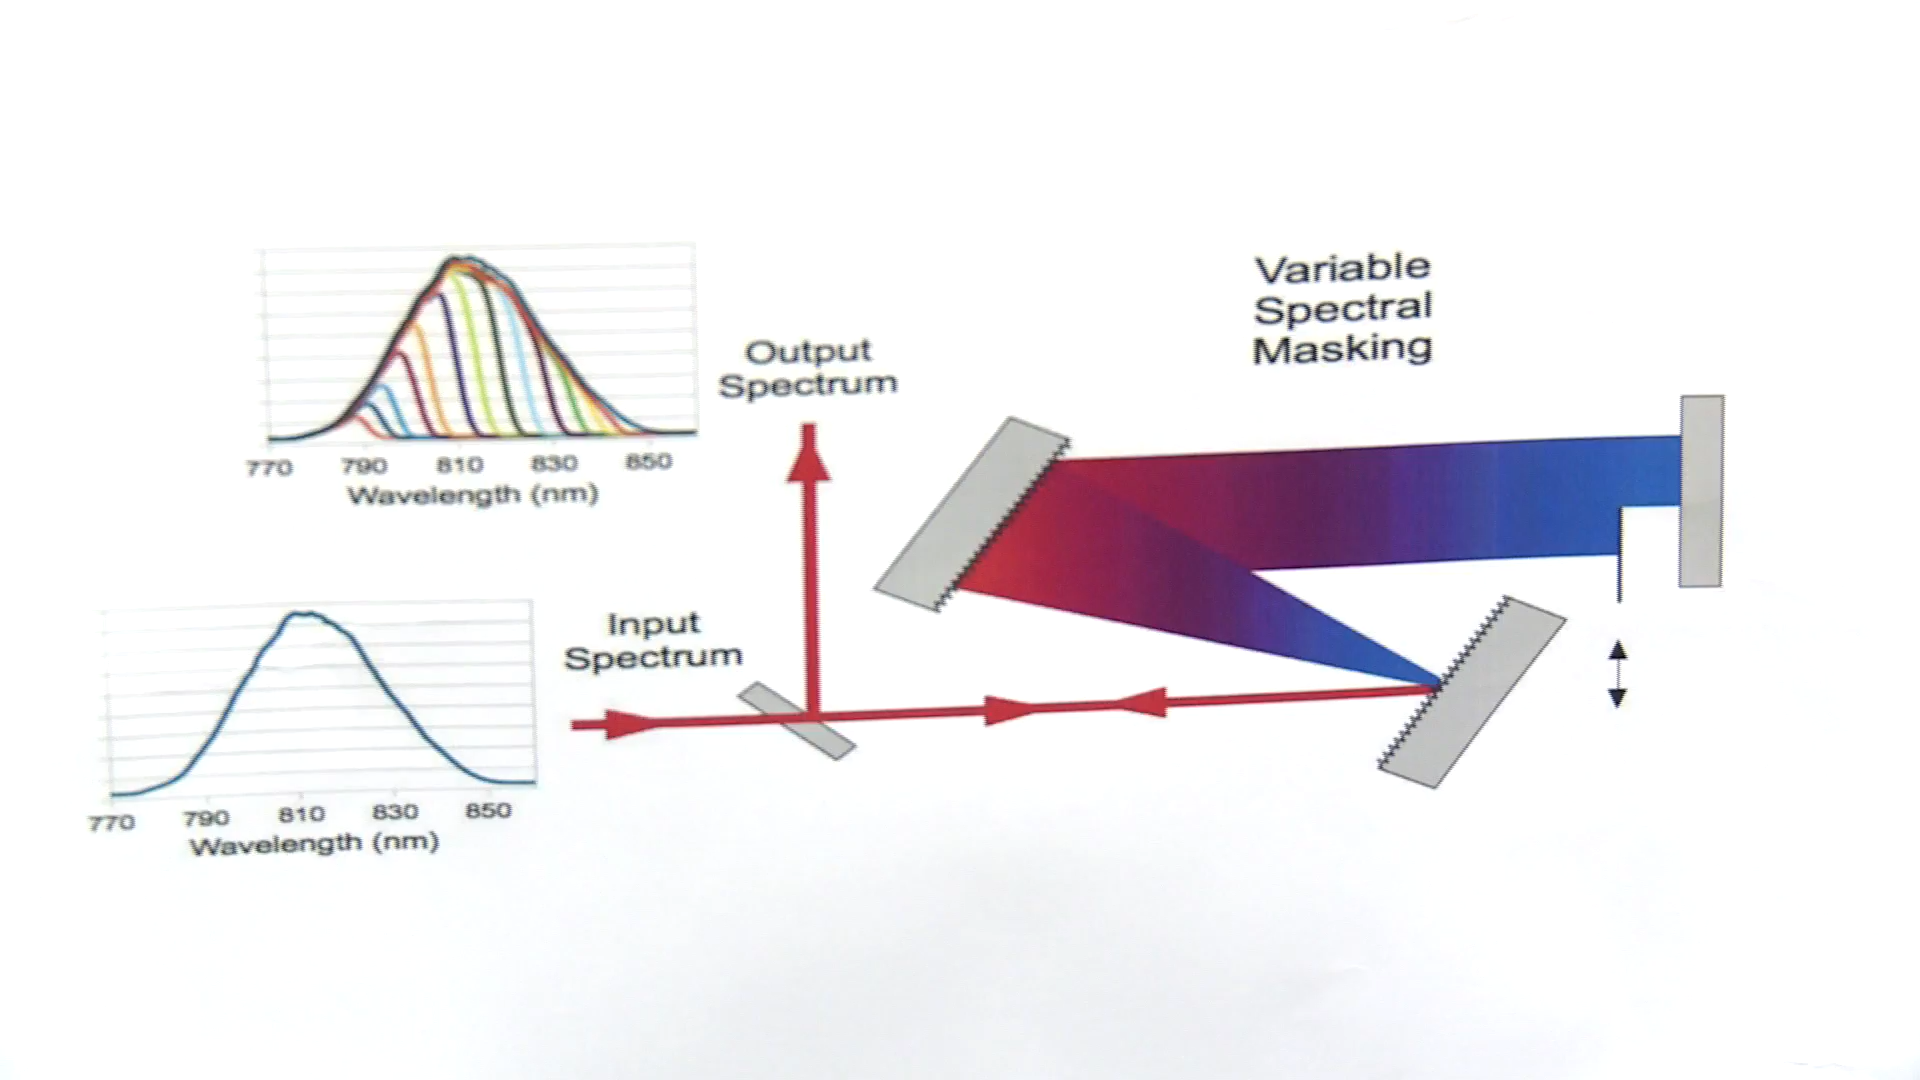 Variable
Spectral
Masking
Output
Spectrum
770 790 810 830 850
Wavelength (nm)
Input
Spectrum
770 790 810 830 850
Wavelength (nm)